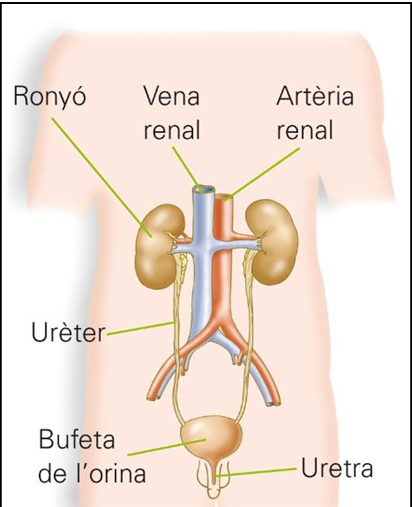 Ronyó
Vena
renal
Artèria
renal
Urèter
Bufeta
de l'orina
Uretra